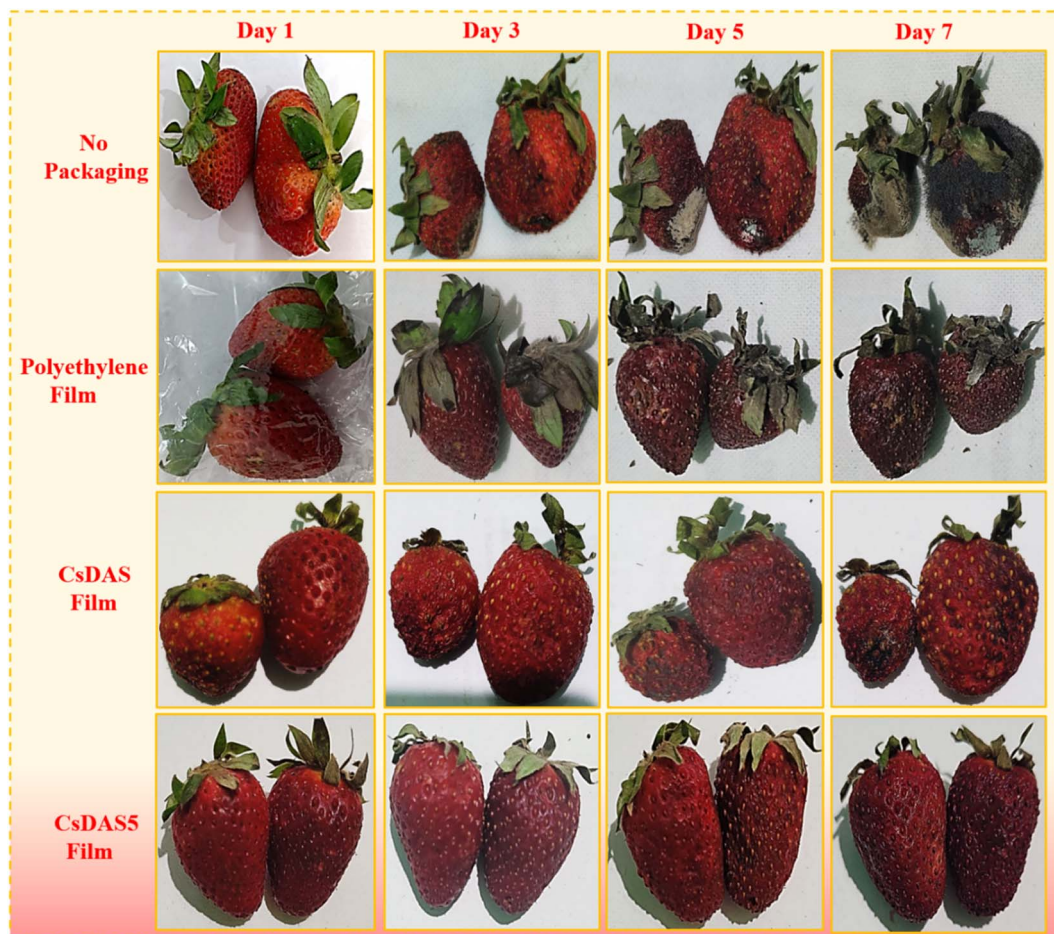 Day 1
Day 3
Day 5
Day 7
No
Packaging
Polyethylene
Film
CsDAS
Film
CsDAS5
Film